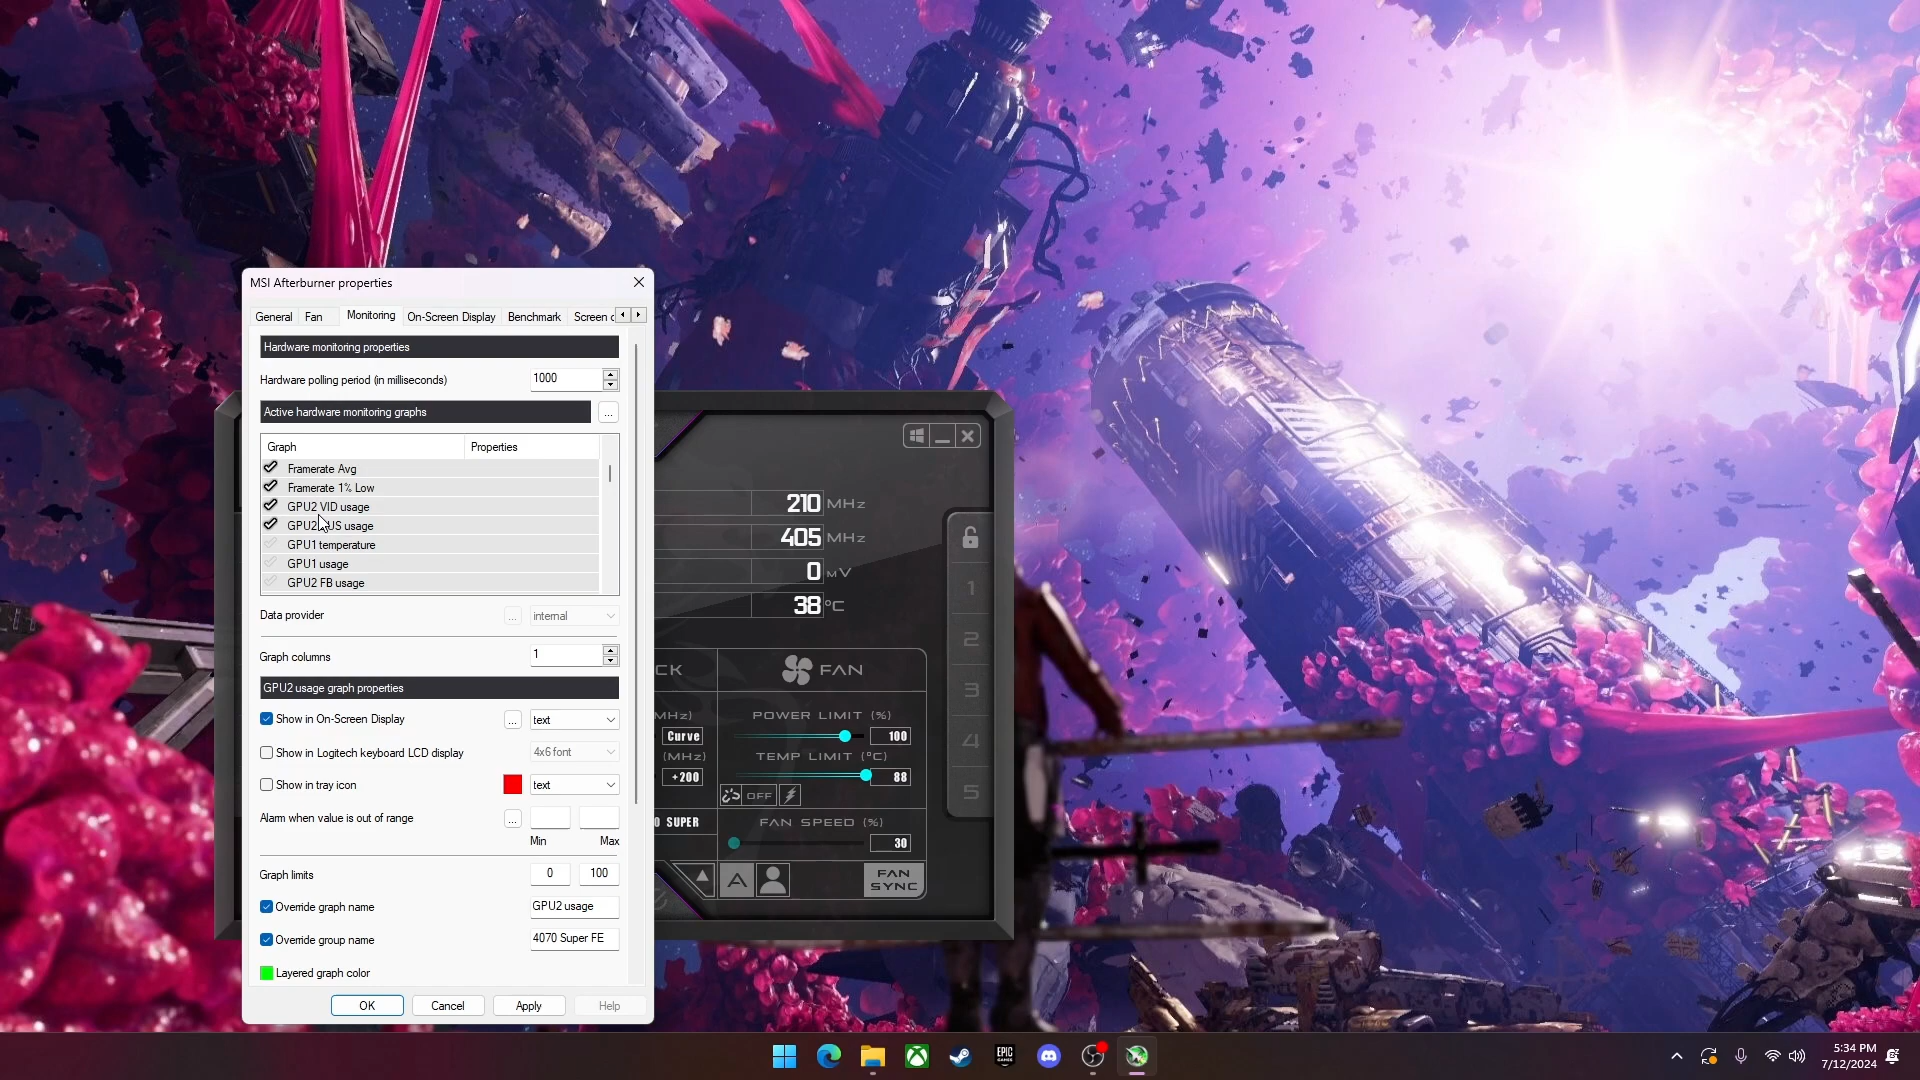 MSI Afterburner properties
General Fan Monitoring On-Screen Display Benchmark Screen c
Hardware monitoring properties
Hardware polling period (in milliseconds) 1000
Active hardware monitoring graphs ...
Graph Properties
Framerate Avg
Framerate 1% Low
GPU2 VID usage
GPU2 BUS usage
GPU1 temperature
GPU1 usage
GPU2 FB usage
Data provider ... internal
Graph columns 1
GPU2 usage graph properties
Show in On-Screen Display ... text
Show in Logitech keyboard LCD display 4x6 font
Show in tray icon text
Alarm when value is out of range ...
Min Max
Graph limits 0 100
Override graph name GPU2 usage
Override group name 4070 Super FE
Layered graph color
OK Cancel Apply Help
210 MHz
405 MHz
0 mV
38 °C
CK
FAN
MHz)
Curve
(MHz)
+200
POWER LIMIT (%)
100
TEMP LIMIT (°C)
88
OFF
0 SUPER
FAN SPEED (%)
30
A
FAN SYNC
1
2
3
4
5
EPIC GAMES
5:34 PM
7/12/2024